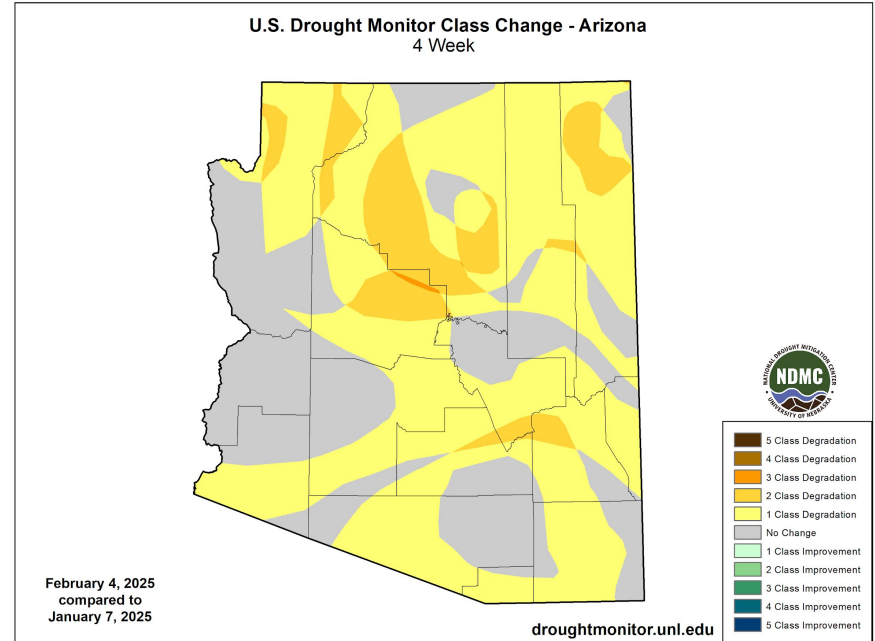 U.S. Drought Monitor Class Change - Arizona
4 Week
NATIONAL DROUGHT MITIGATION CENTER
NDMC
UNIVERSITY OF NEBRASKA
5 Class Degradation
4 Class Degradation
3 Class Degradation
2 Class Degradation
1 Class Degradation
No Change
1 Class Improvement
2 Class Improvement
3 Class Improvement
4 Class Improvement
5 Class Improvement
February 4, 2025
compared to
January 7, 2025
droughtmonitor.unl.edu